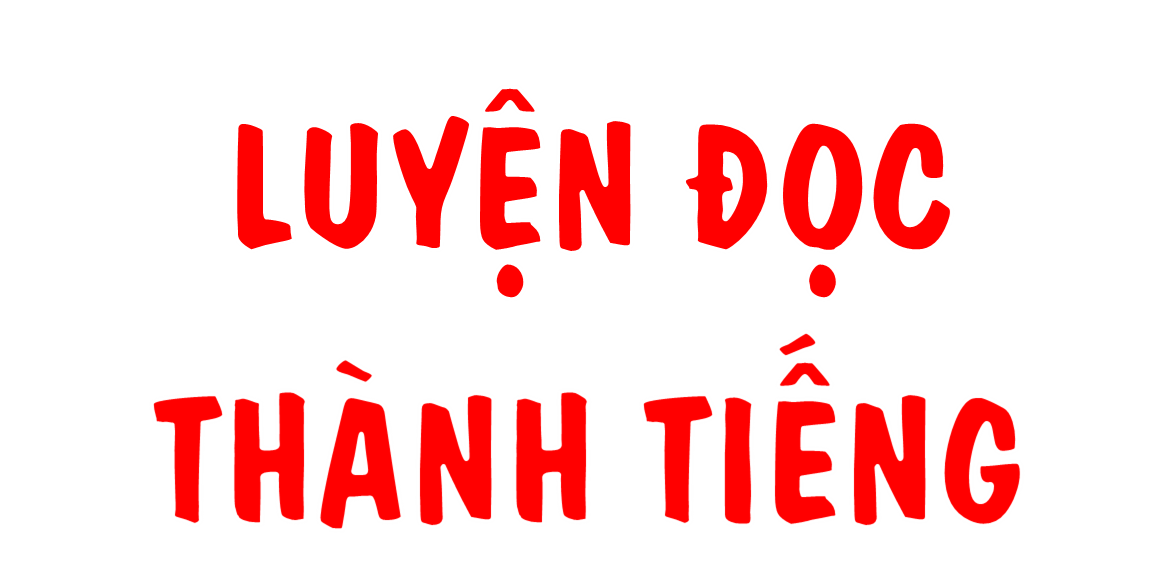 LUYỆN ĐỌC
THÀNH TIẾNG